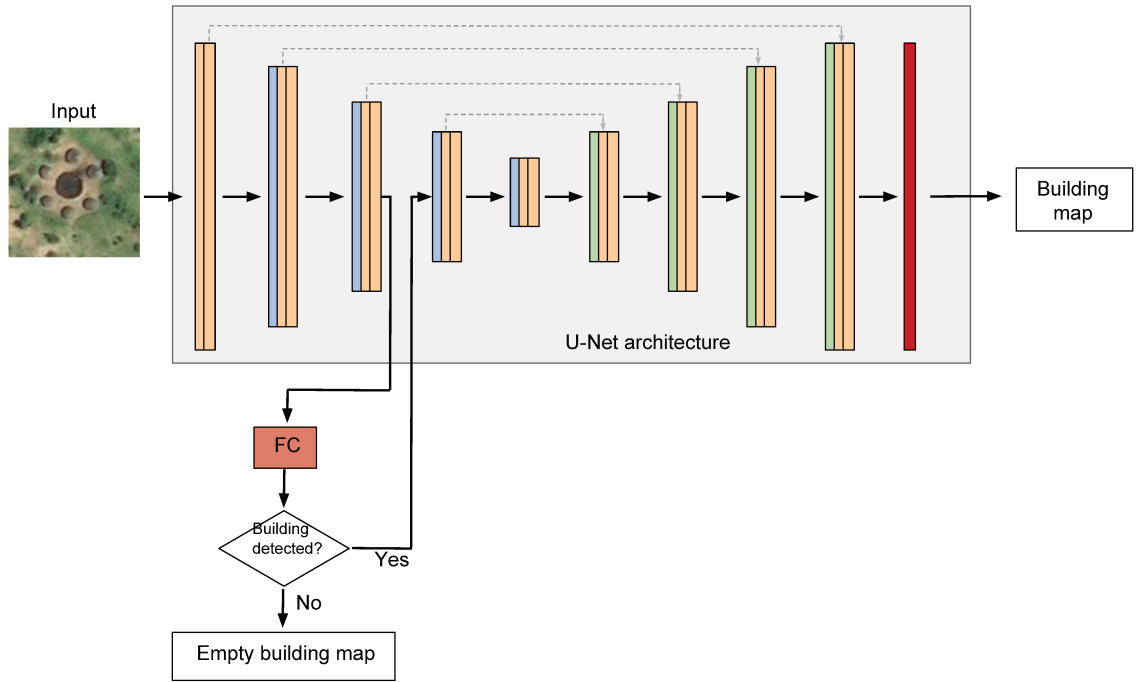 Input
Building
map
U-Net architecture
FC
Building
detected?
Yes
No
Empty building map